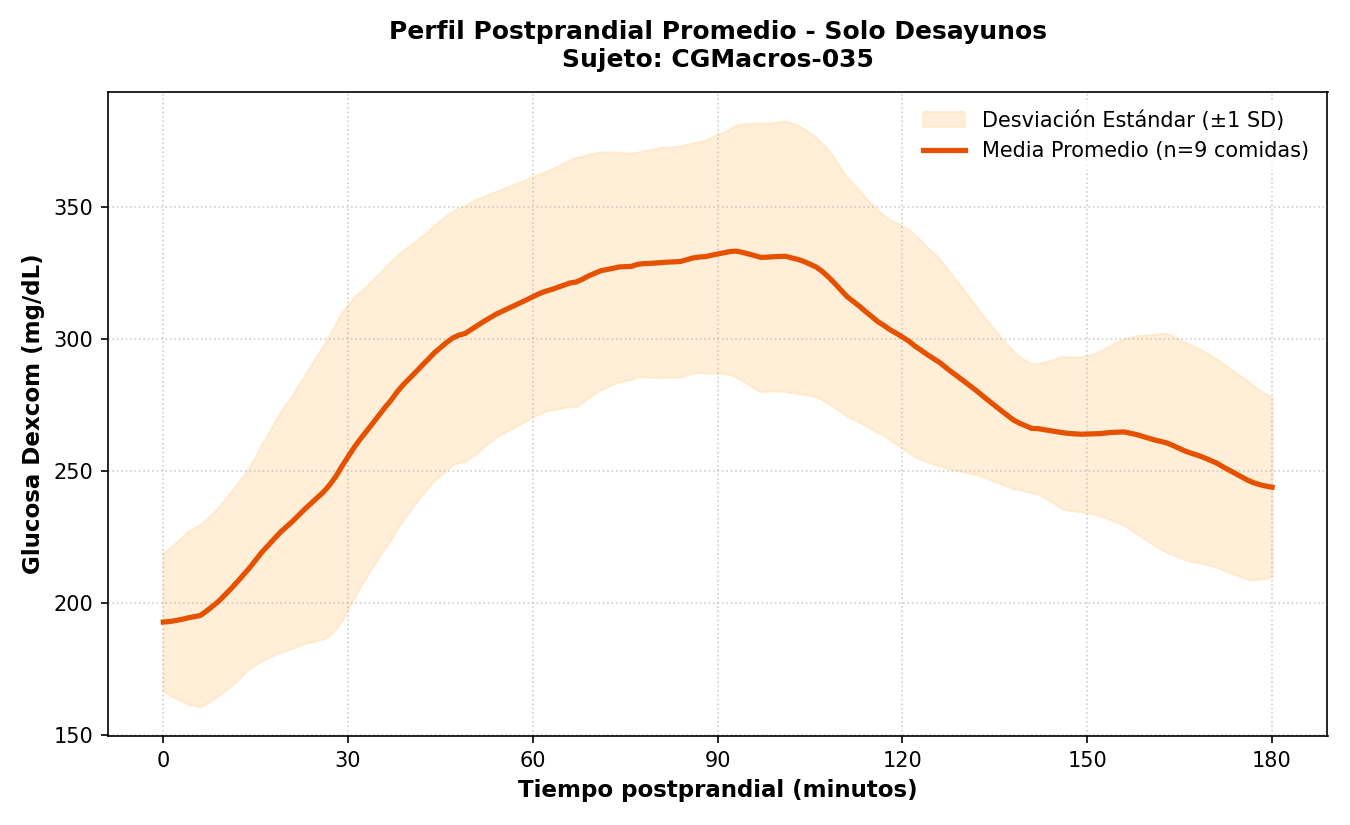 Perfil Postprandial Promedio - Solo Desayunos
Sujeto: CGMacros-035
Desviación Estándar (±1 SD)
Media Promedio (n=9 comidas)
Glucosa Dexcom (mg/dL)
350
300
250
200
150
0 30 60 90 120 150 180
Tiempo postprandial (minutos)